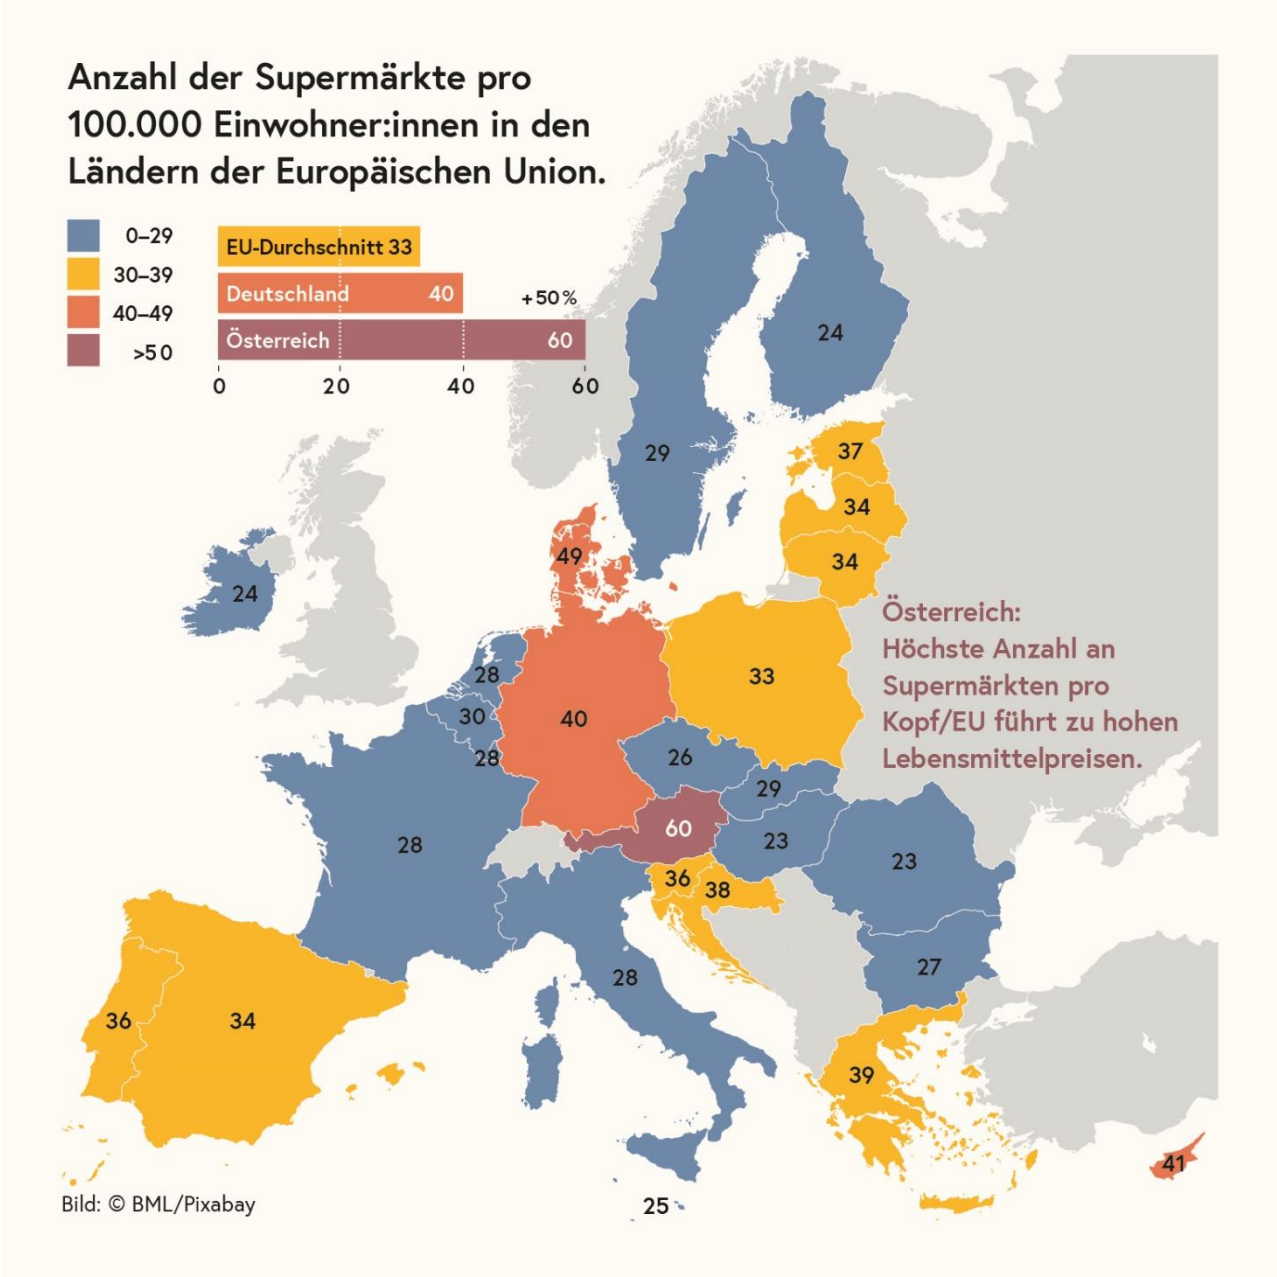 Anzahl der Supermärkte pro
100.000 Einwohner:innen in den
Ländern der Europäischen Union.
0–29
30–39
40–49
>50
EU-Durchschnitt 33
Deutschland 40
+50%
Österreich 60
0 20 40 60
24
29
37
34
34
49
24
Österreich:
Höchste Anzahl an
Supermärkten pro
Kopf/EU führt zu hohen
Lebensmittelpreisen.
28
33
30
40
28
26
29
60
23
28
23
36
38
27
28
36
34
39
41
25
Bild: © BML/Pixabay